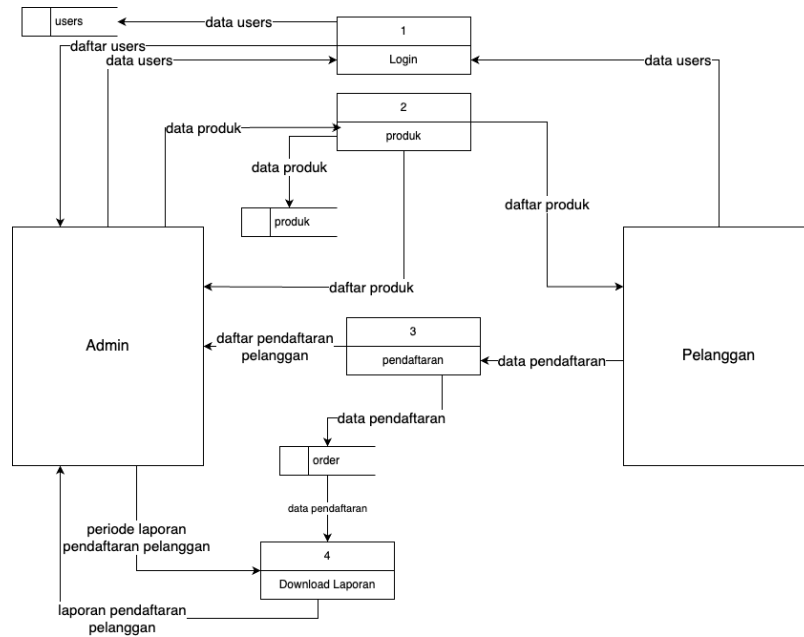 users
data users
1
daftar users
data users
Login
data users
2
data produk
produk
data produk
daftar produk
produk
daftar produk
Admin
3
daftar pendaftaran
pelanggan
pendaftaran
data pendaftaran
Pelanggan
data pendaftaran
order
data pendaftaran
periode laporan
pendaftaran pelanggan
4
Download Laporan
laporan pendaftaran
pelanggan